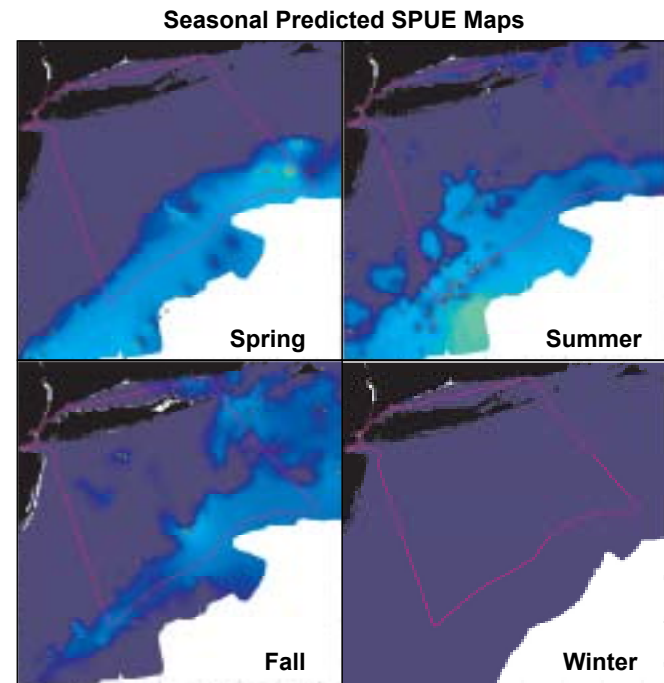 Seasonal Predicted SPUE Maps
Spring
Summer
Fall
Winter